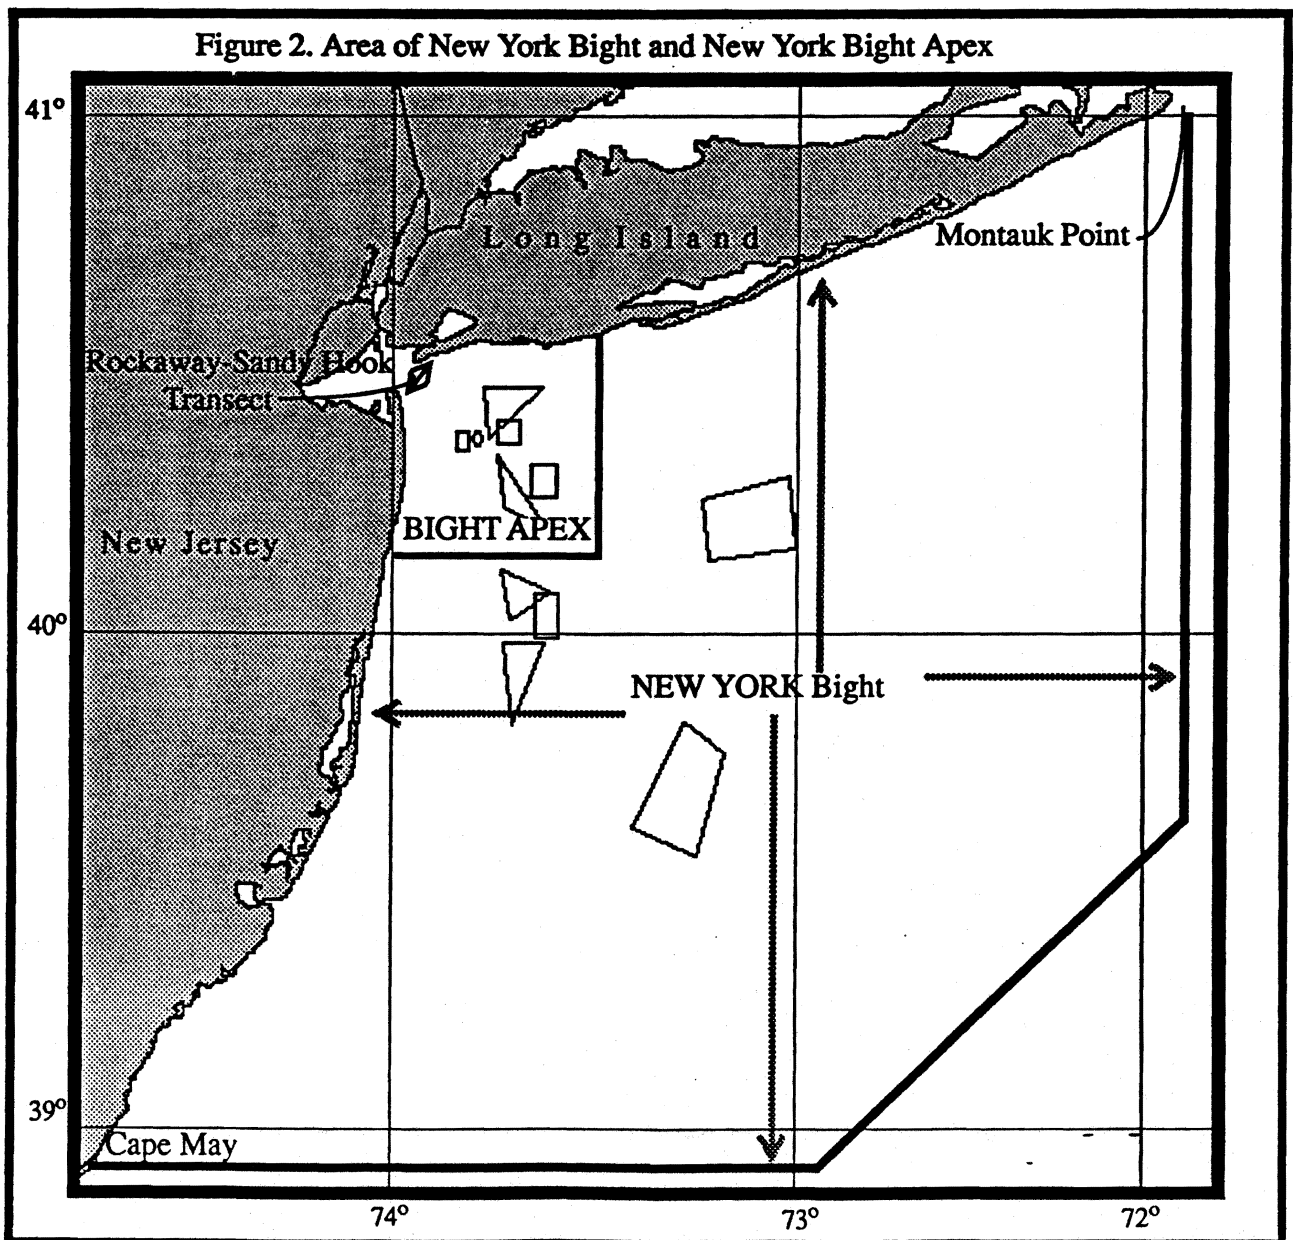 Figure 2. Area of New York Bight and New York Bight Apex
41°
Long Island
Montauk Point
Rockaway-Sandy Hook
Transect
BIGHT APEX
New Jersey
40°
NEW YORK Bight
39°
Cape May
74°
73°
72°